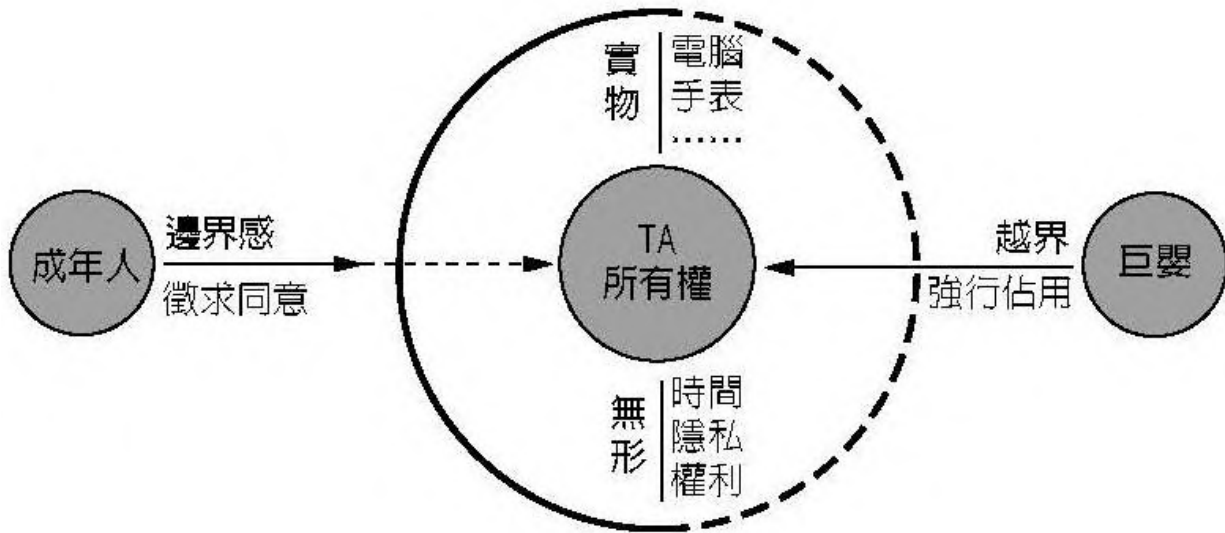 實物
電腦
手表
……
成年人
邊界感
徵求同意
TA
所有權
越界
強行佔用
巨嬰
無形
時間
隱私
權利